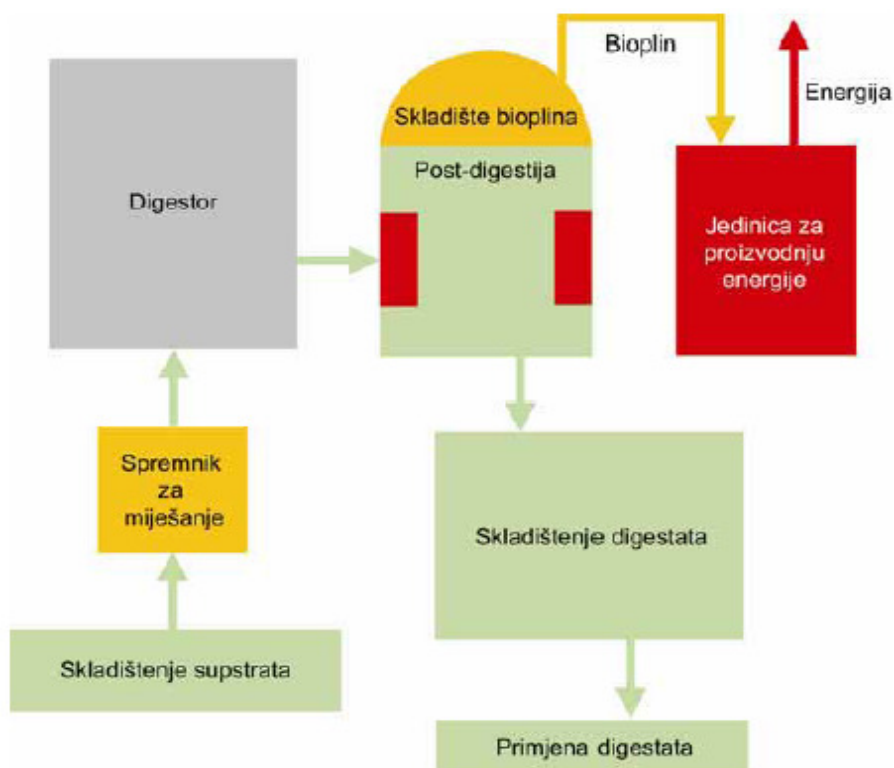 Bioplin
Energija
Skladište bioplina
Post-digestija
Digestor
Jedinica za
proizvodnju
energije
Spremnik
za
miješanje
Skladištenje digestata
Skladištenje supstrata
Primjena digestata